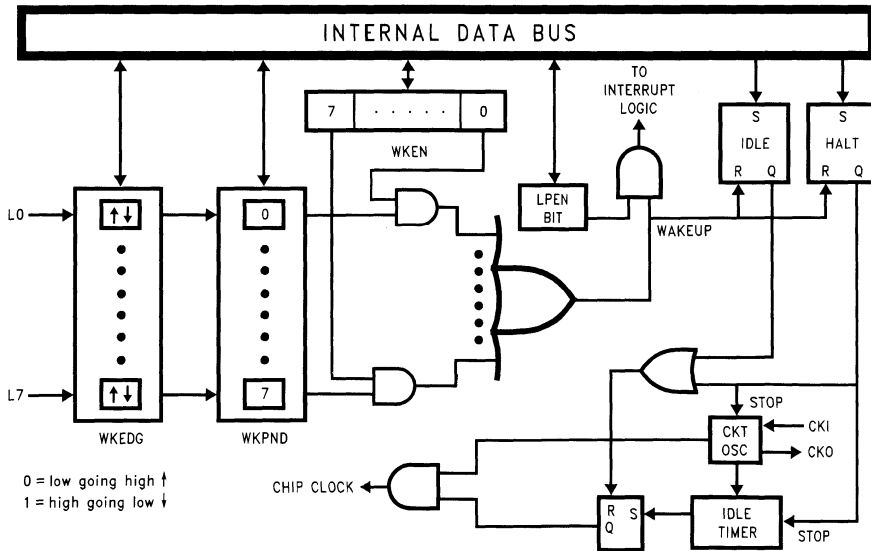 INTERNAL DATA BUS
TO
INTERRUPT
LOGIC
7 . . . . . 0
WKEN
S
IDLE
R Q
S
HALT
R Q
LPEN
BIT
WAKEUP
L0
↑↓
0
L7
↑↓
7
WKEDG
WKPND
0 = low going high ↑
1 = high going low ↓
STOP
CKT
OSC
CKI
CKO
CHIP CLOCK
R S
Q
IDLE
TIMER
STOP